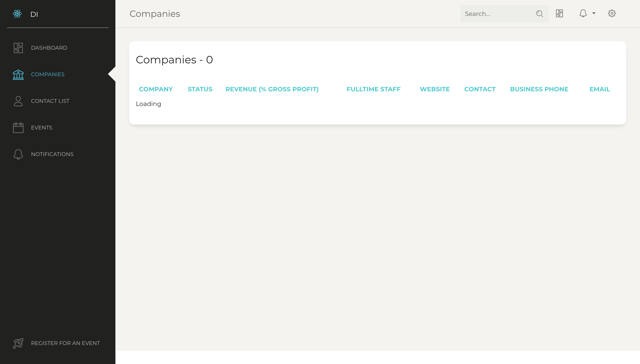 DI
DASHBOARD
COMPANIES
CONTACT LIST
EVENTS
NOTIFICATIONS
REGISTER FOR AN EVENT
Companies
Search...
Companies - 0
COMPANY STATUS REVENUE (% GROSS PROFIT) FULLTIME STAFF WEBSITE CONTACT BUSINESS PHONE EMAIL
Loading